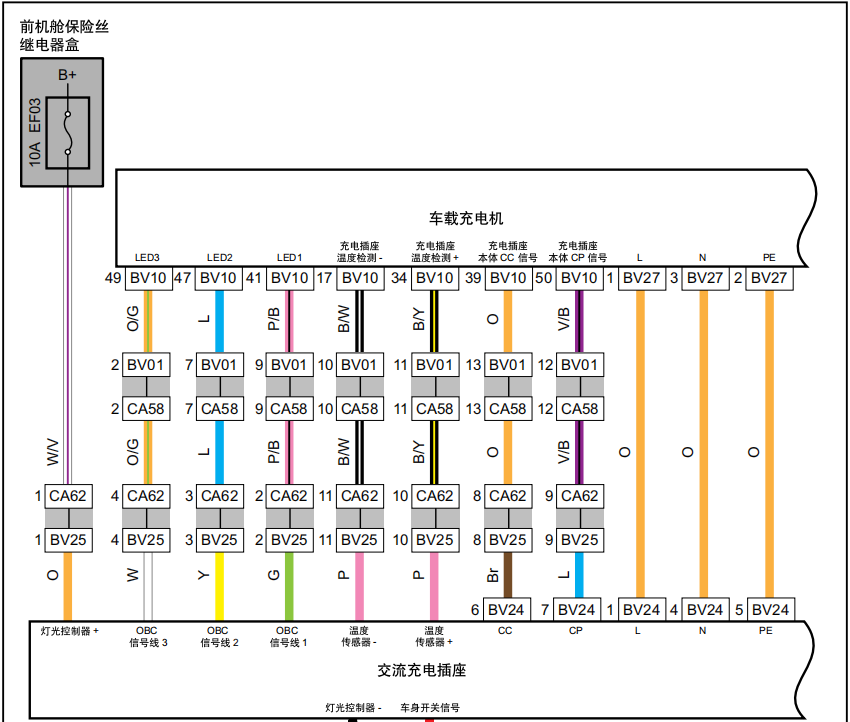 前机舱保险丝
继电器盒
B+
10A EF03
车载充电机
LED3
LED2
LED1
充电插座
温度检测 -
充电插座
温度检测 +
充电插座
本体 CC 信号
充电插座
本体 CP 信号
L
N
PE
49 BV10
47 BV10
41 BV10
17 BV10
34 BV10
39 BV10
50 BV10
1 BV27
3 BV27
2 BV27
O/G
L
P/B
B/W
B/Y
O
V/B
2 BV01
7 BV01
9 BV01
10 BV01
11 BV01
13 BV01
12 BV01
2 CA58
7 CA58
9 CA58
10 CA58
11 CA58
13 CA58
12 CA58
W/V
O/G
L
P/B
B/W
B/Y
O
V/B
O
O
O
1 CA62
4 CA62
3 CA62
2 CA62
11 CA62
10 CA62
8 CA62
9 CA62
1 BV25
4 BV25
3 BV25
2 BV25
11 BV25
10 BV25
8 BV25
9 BV25
O
W
Y
G
P
P
Br
L
6 BV24
7 BV24
1 BV24
4 BV24
5 BV24
灯光控制器 +
OBC
信号线 3
OBC
信号线 2
OBC
信号线 1
温度
传感器 -
温度
传感器 +
CC
CP
L
N
PE
交流充电插座
灯光控制器 -
车身开关信号